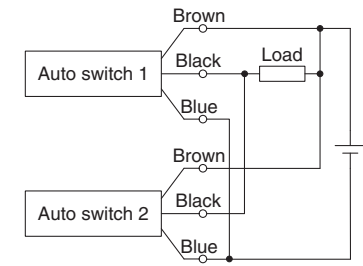 Brown
Auto switch 1
Black
Load
Blue
Brown
Auto switch 2
Black
Blue